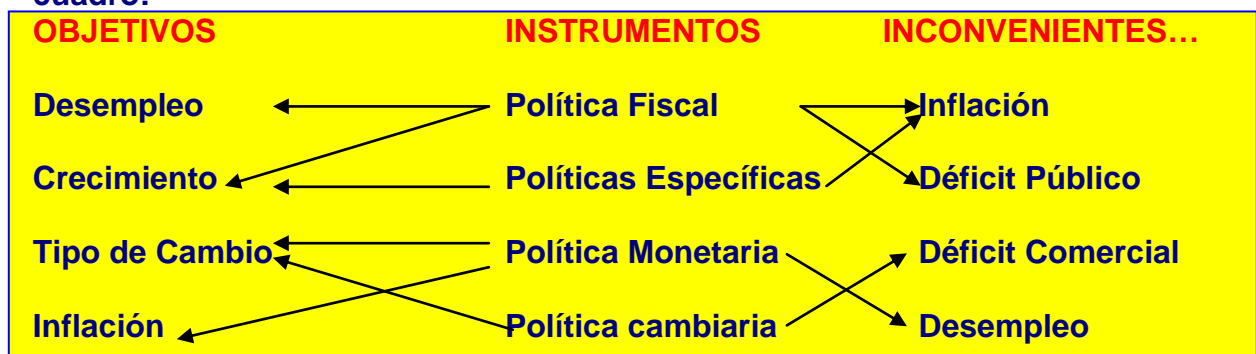 cuadro:
OBJETIVOS INSTRUMENTOS INCONVENIENTES…
Desempleo Política Fiscal Inflación
Crecimiento Políticas Específicas Déficit Público
Tipo de Cambio Política Monetaria Déficit Comercial
Inflación Política cambiaria Desempleo